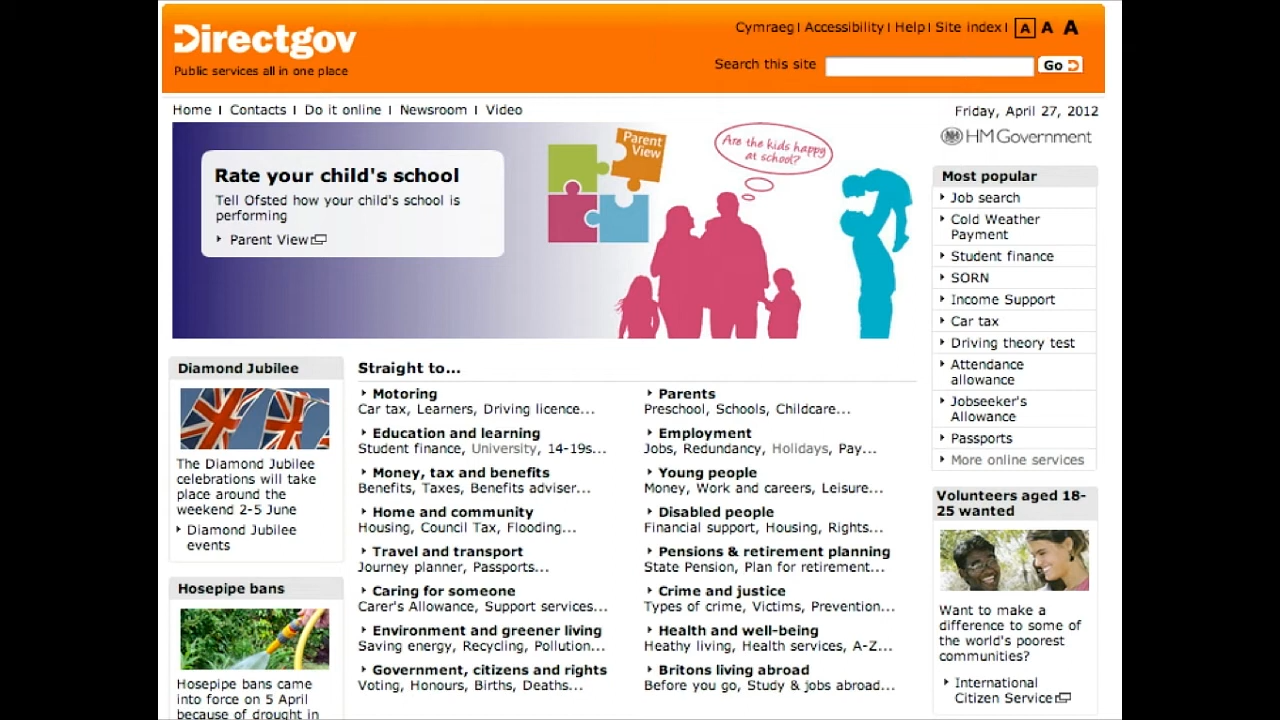 Directgov
Public services all in one place
Cymraeg | Accessibility | Help | Site index | A A A
Search this site Go
Home | Contacts | Do it online | Newsroom | Video
Friday, April 27, 2012
HM Government
Rate your child's school
Tell Ofsted how your child's school is
performing
Parent View
Parent
View
Are the kids happy
at school?
Most popular
Job search
Cold Weather
Payment
Student finance
SORN
Income Support
Car tax
Driving theory test
Attendance
allowance
Jobseeker's
Allowance
Passports
More online services
Diamond Jubilee
The Diamond Jubilee
celebrations will take
place around the
weekend 2-5 June
Diamond Jubilee
events
Hosepipe bans
Hosepipe bans came
into force on 5 April
because of drought in
Straight to...
Motoring
Car tax, Learners, Driving licence...
Education and learning
Student finance, University, 14-19s...
Money, tax and benefits
Benefits, Taxes, Benefits adviser...
Home and community
Housing, Council Tax, Flooding...
Travel and transport
Journey planner, Passports...
Caring for someone
Carer's Allowance, Support services...
Environment and greener living
Saving energy, Recycling, Pollution...
Government, citizens and rights
Voting, Honours, Births, Deaths...
Parents
Preschool, Schools, Childcare...
Employment
Jobs, Redundancy, Holidays, Pay...
Young people
Money, Work and careers, Leisure...
Disabled people
Financial support, Housing, Rights...
Pensions & retirement planning
State Pension, Plan for retirement...
Crime and justice
Types of crime, Victims, Prevention...
Health and well-being
Heathy living, Health services, A-Z...
Britons living abroad
Before you go, Study & jobs abroad...
Volunteers aged 18-
25 wanted
Want to make a
difference to some of
the world's poorest
communities?
International
Citizen Service